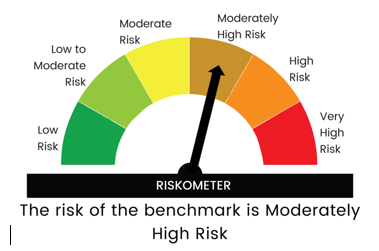 Low
Risk
Low to
Moderate
Risk
Moderate
Risk
Moderately
High Risk
High
Risk
Very
High
Risk
RISKOMETER
The risk of the benchmark is Moderately
High Risk